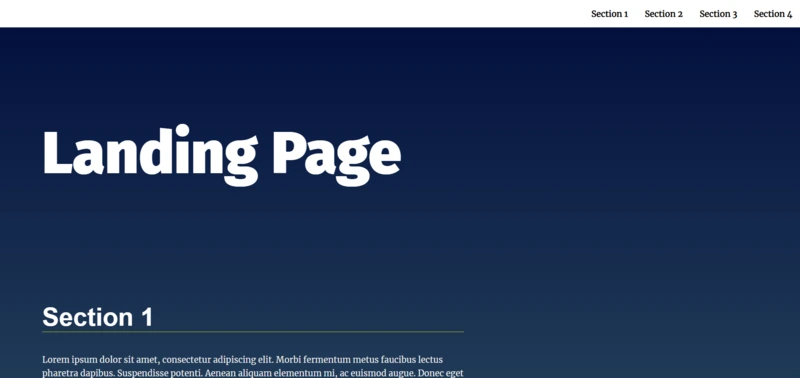 Section 1 Section 2 Section 3 Section 4
Landing Page
Section 1
Lorem ipsum dolor sit amet, consectetur adipiscing elit. Morbi fermentum metus faucibus lectus
pharetra dapibus. Suspendisse potenti. Aenean aliquam elementum mi, ac euismod augue. Donec eget